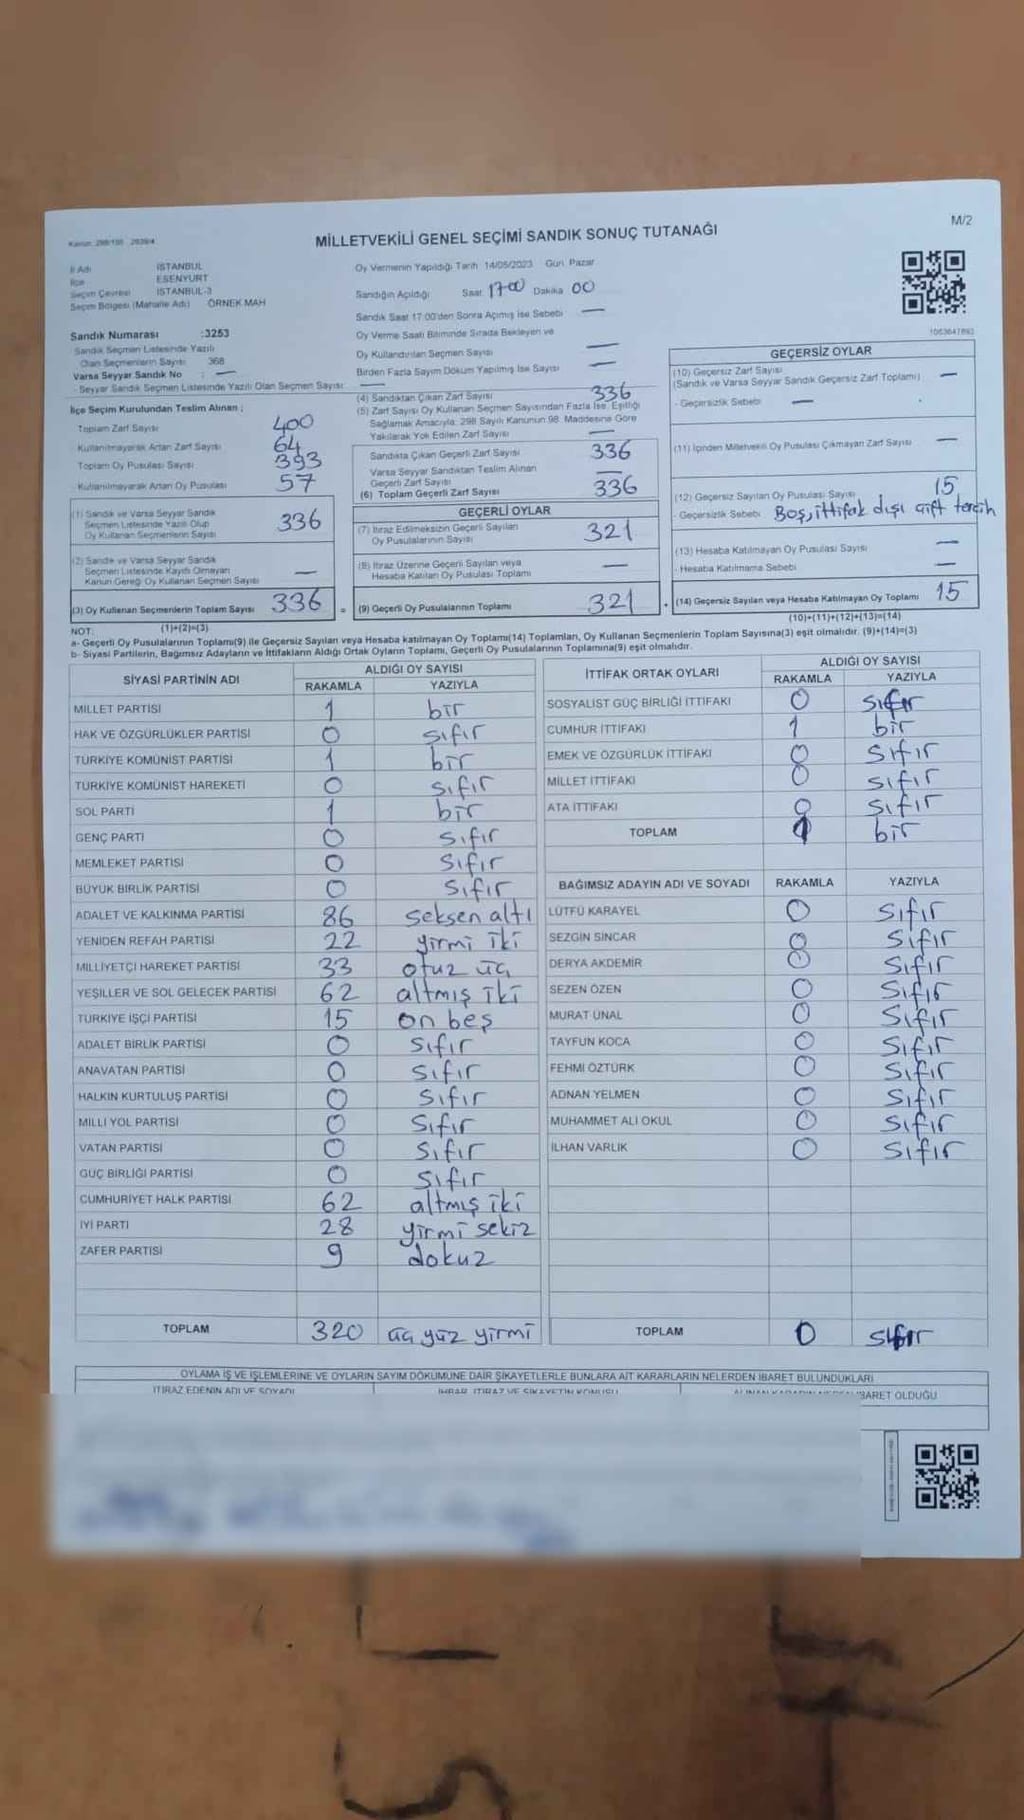 Kanun: 298/105 2839/4
M/2
MİLLETVEKİLİ GENEL SEÇİMİ SANDIK SONUÇ TUTANAĞI
İl Adı İSTANBUL
İlçe ESENYURT
Seçim Çevresi İSTANBUL-3
Seçim Bölgesi (Mahalle Adı) ÖRNEK MAH
Sandık Numarası :3253
Sandık Seçmen Listesinde Yazılı
Olan Seçmenlerin Sayısı 368
Varsa Seyyar Sandık No : —
- Seyyar Sandık Seçmen Listesinde Yazılı Olan Seçmen Sayısı: —
Oy Vermenin Yapıldığı Tarih 14/05/2023 Gün: Pazar
Sandığın Açıldığı Saat 1700 Dakika 00
Sandık Saat 17:00'den Sonra Açılmış İse Sebebi —
Oy Verme Saati Bitiminde Sırada Bekleyen ve
Oy Kullandırılan Seçmen Sayısı —
Birden Fazla Sayım Döküm Yapılmış İse Sayısı —
İlçe Seçim Kurulundan Teslim Alınan ;
Toplam Zarf Sayısı 400
Kullanılmayarak Artan Zarf Sayısı 64
Toplam Oy Pusulası Sayısı 393
- Kullanılmayarak Artan Oy Pusulası 57
(1) Sandık ve Varsa Seyyar Sandık
Seçmen Listesinde Yazılı Olup
Oy Kullanan Seçmenlerin Sayısı 336
(2) Sandık ve Varsa Seyyar Sandık
Seçmen Listesinde Kayıtlı Olmayan
Kanun Gereği Oy Kullanan Seçmen Sayısı —
(3) Oy Kullanan Seçmenlerin Toplam Sayısı 336
(1)+(2)=(3)
(4) Sandıktan Çıkan Zarf Sayısı 336
(5) Zarf Sayısı Oy Kullanan Seçmen Sayısından Fazla İse, Eşitliği
Sağlamak Amacıyla; 298 Sayılı Kanunun 98. Maddesine Göre
Yakılarak Yok Edilen Zarf Sayısı —
Sandıkta Çıkan Geçerli Zarf Sayısı 336
Varsa Seyyar Sandıktan Teslim Alınan
Geçerli Zarf Sayısı —
(6) Toplam Geçerli Zarf Sayısı 336
GEÇERLİ OYLAR
(7) İtiraz Edilmeksizin Geçerli Sayılan
Oy Pusulalarının Sayısı 321
(8) İtiraz Üzerine Geçerli Sayılan veya
Hesaba Katılan Oy Pusulası Toplamı —
= (9) Geçerli Oy Pusulalarının Toplamı 321
1063647893
GEÇERSİZ OYLAR
(10) Geçersiz Zarf Sayısı
(Sandık ve Varsa Seyyar Sandık Geçersiz Zarf Toplamı) —
- Geçersizlik Sebebi —
(11) İçinden Milletvekili Oy Pusulası Çıkmayan Zarf Sayısı —
(12) Geçersiz Sayılan Oy Pusulası Sayısı 15
- Geçersizlik Sebebi Boş, ittifak dışı çift tercih
(13) Hesaba Katılmayan Oy Pusulası Sayısı —
- Hesaba Katılmama Sebebi —
+ (14) Geçersiz Sayılan veya Hesaba Katılmayan Oy Toplamı 15
(10)+(11)+(12)+(13)=(14)
NOT:
a- Geçerli Oy Pusulalarının Toplamı(9) ile Geçersiz Sayılan veya Hesaba katılmayan Oy Toplamı(14) Toplamları, Oy Kullanan Seçmenlerin Toplam Sayısına(3) eşit olmalıdır. (9)+(14)=(3)
b- Siyasi Partilerin, Bağımsız Adayların ve İttifakların Aldığı Ortak Oyların Toplamı, Geçerli Oy Pusulalarının Toplamına(9) eşit olmalıdır.
SİYASİ PARTİNİN ADI ALDIĞI OY SAYISI
RAKAMLA YAZIYLA
MİLLET PARTİSİ 1 bir
HAK VE ÖZGÜRLÜKLER PARTİSİ 0 sıfır
TÜRKİYE KOMÜNİST PARTİSİ 1 bir
TÜRKİYE KOMÜNİST HAREKETİ 0 sıfır
SOL PARTİ 1 bir
GENÇ PARTİ 0 sıfır
MEMLEKET PARTİSİ 0 sıfır
BÜYÜK BİRLİK PARTİSİ 0 sıfır
ADALET VE KALKINMA PARTİSİ 86 seksen altı
YENİDEN REFAH PARTİSİ 22 yirmi iki
MİLLİYETÇİ HAREKET PARTİSİ 33 otuz üç
YEŞİLLER VE SOL GELECEK PARTİSİ 62 altmış iki
TÜRKİYE İŞÇİ PARTİSİ 15 on beş
ADALET BİRLİK PARTİSİ 0 sıfır
ANAVATAN PARTİSİ 0 sıfır
HALKIN KURTULUŞ PARTİSİ 0 sıfır
MİLLİ YOL PARTİSİ 0 sıfır
VATAN PARTİSİ 0 sıfır
GÜÇ BİRLİĞİ PARTİSİ 0 sıfır
CUMHURİYET HALK PARTİSİ 62 altmış iki
İYİ PARTİ 28 yirmi sekiz
ZAFER PARTİSİ 9 dokuz
TOPLAM 320 üç yüz yirmi
İTTİFAK ORTAK OYLARI ALDIĞI OY SAYISI
RAKAMLA YAZIYLA
SOSYALİST GÜÇ BİRLİĞİ İTTİFAKI 0 sıfır
CUMHUR İTTİFAKI 1 bir
EMEK VE ÖZGÜRLÜK İTTİFAKI 0 sıfır
MİLLET İTTİFAKI 0 sıfır
ATA İTTİFAKI 0 sıfır
TOPLAM 1 bir
BAĞIMSIZ ADAYIN ADI VE SOYADI RAKAMLA YAZIYLA
LÜTFÜ KARAYEL 0 sıfır
SEZGİN SİNCAR 0 sıfır
DERYA AKDEMİR 0 sıfır
SEZEN ÖZEN 0 sıfır
MURAT ÜNAL 0 sıfır
TAYFUN KOCA 0 sıfır
FEHMİ ÖZTÜRK 0 sıfır
ADNAN YELMEN 0 sıfır
MUHAMMET ALİ OKUL 0 sıfır
İLHAN VARLIK 0 sıfır
TOPLAM 0 sıfır
OYLAMA İŞ VE İŞLEMLERİNE VE OYLARIN SAYIM DÖKÜMÜNE DAİR ŞİKAYETLERLE BUNLARA AİT KARARLARIN NELERDEN İBARET BULUNDUKLARI
İTİRAZ EDENİN ADI VE SOYADI İHBAR, İTİRAZ VE ŞİKAYETİN KONUSU İBARET OLDUĞU